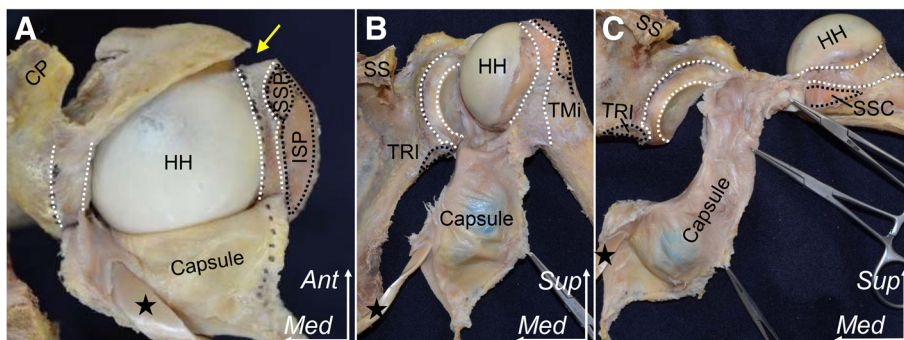 A
CP
SSP
ISP
HH
Capsule
Ant
Med
B
SS
HH
TMi
TRI
Capsule
Sup
Med
C
SS
HH
TRI
SSC
Capsule
Sup
Med